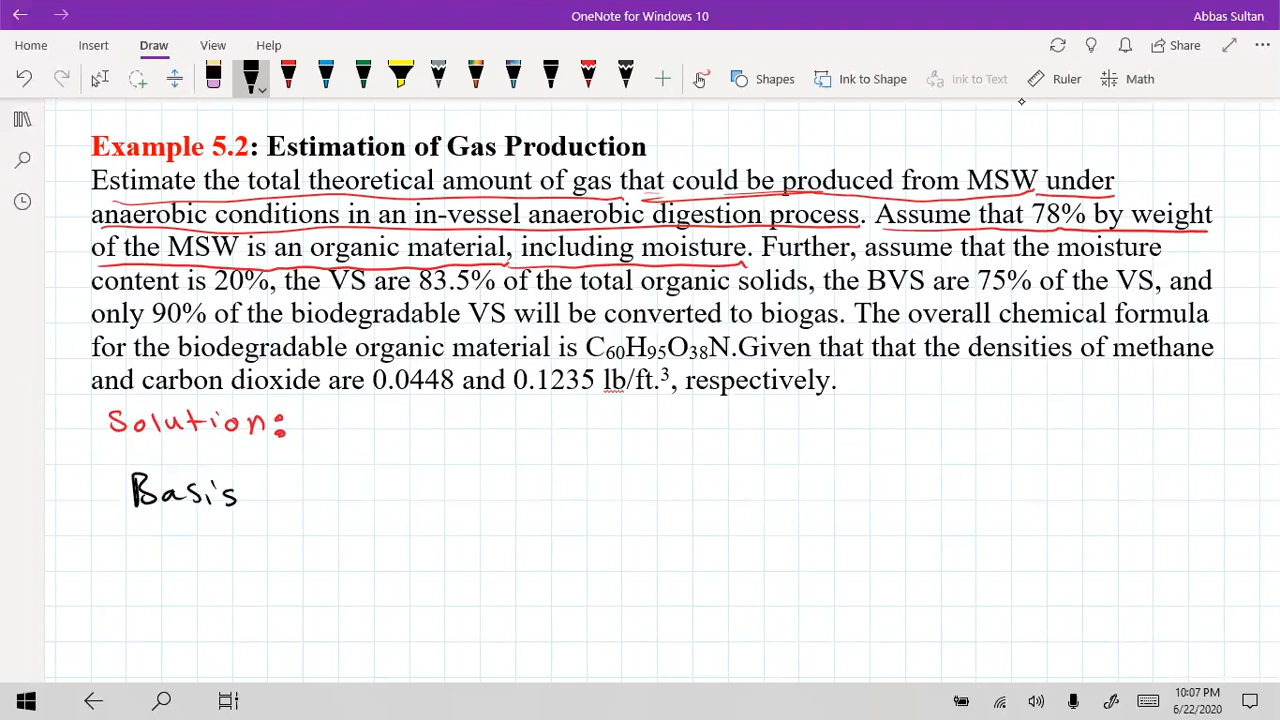 OneNote for Windows 10
Abbas Sultan
Home Insert Draw View Help
Share
Shapes Ink to Shape Ink to Text Ruler Math
Example 5.2: Estimation of Gas Production
Estimate the total theoretical amount of gas that could be produced from MSW under
anaerobic conditions in an in-vessel anaerobic digestion process. Assume that 78% by weight
of the MSW is an organic material, including moisture. Further, assume that the moisture
content is 20%, the VS are 83.5% of the total organic solids, the BVS are 75% of the VS, and
only 90% of the biodegradable VS will be converted to biogas. The overall chemical formula
for the biodegradable organic material is C₆₀H₉₅O₃₈N.Given that that the densities of methane
and carbon dioxide are 0.0448 and 0.1235 lb/ft.³, respectively.
Solution:
Basis
10:07 PM
6/22/2020